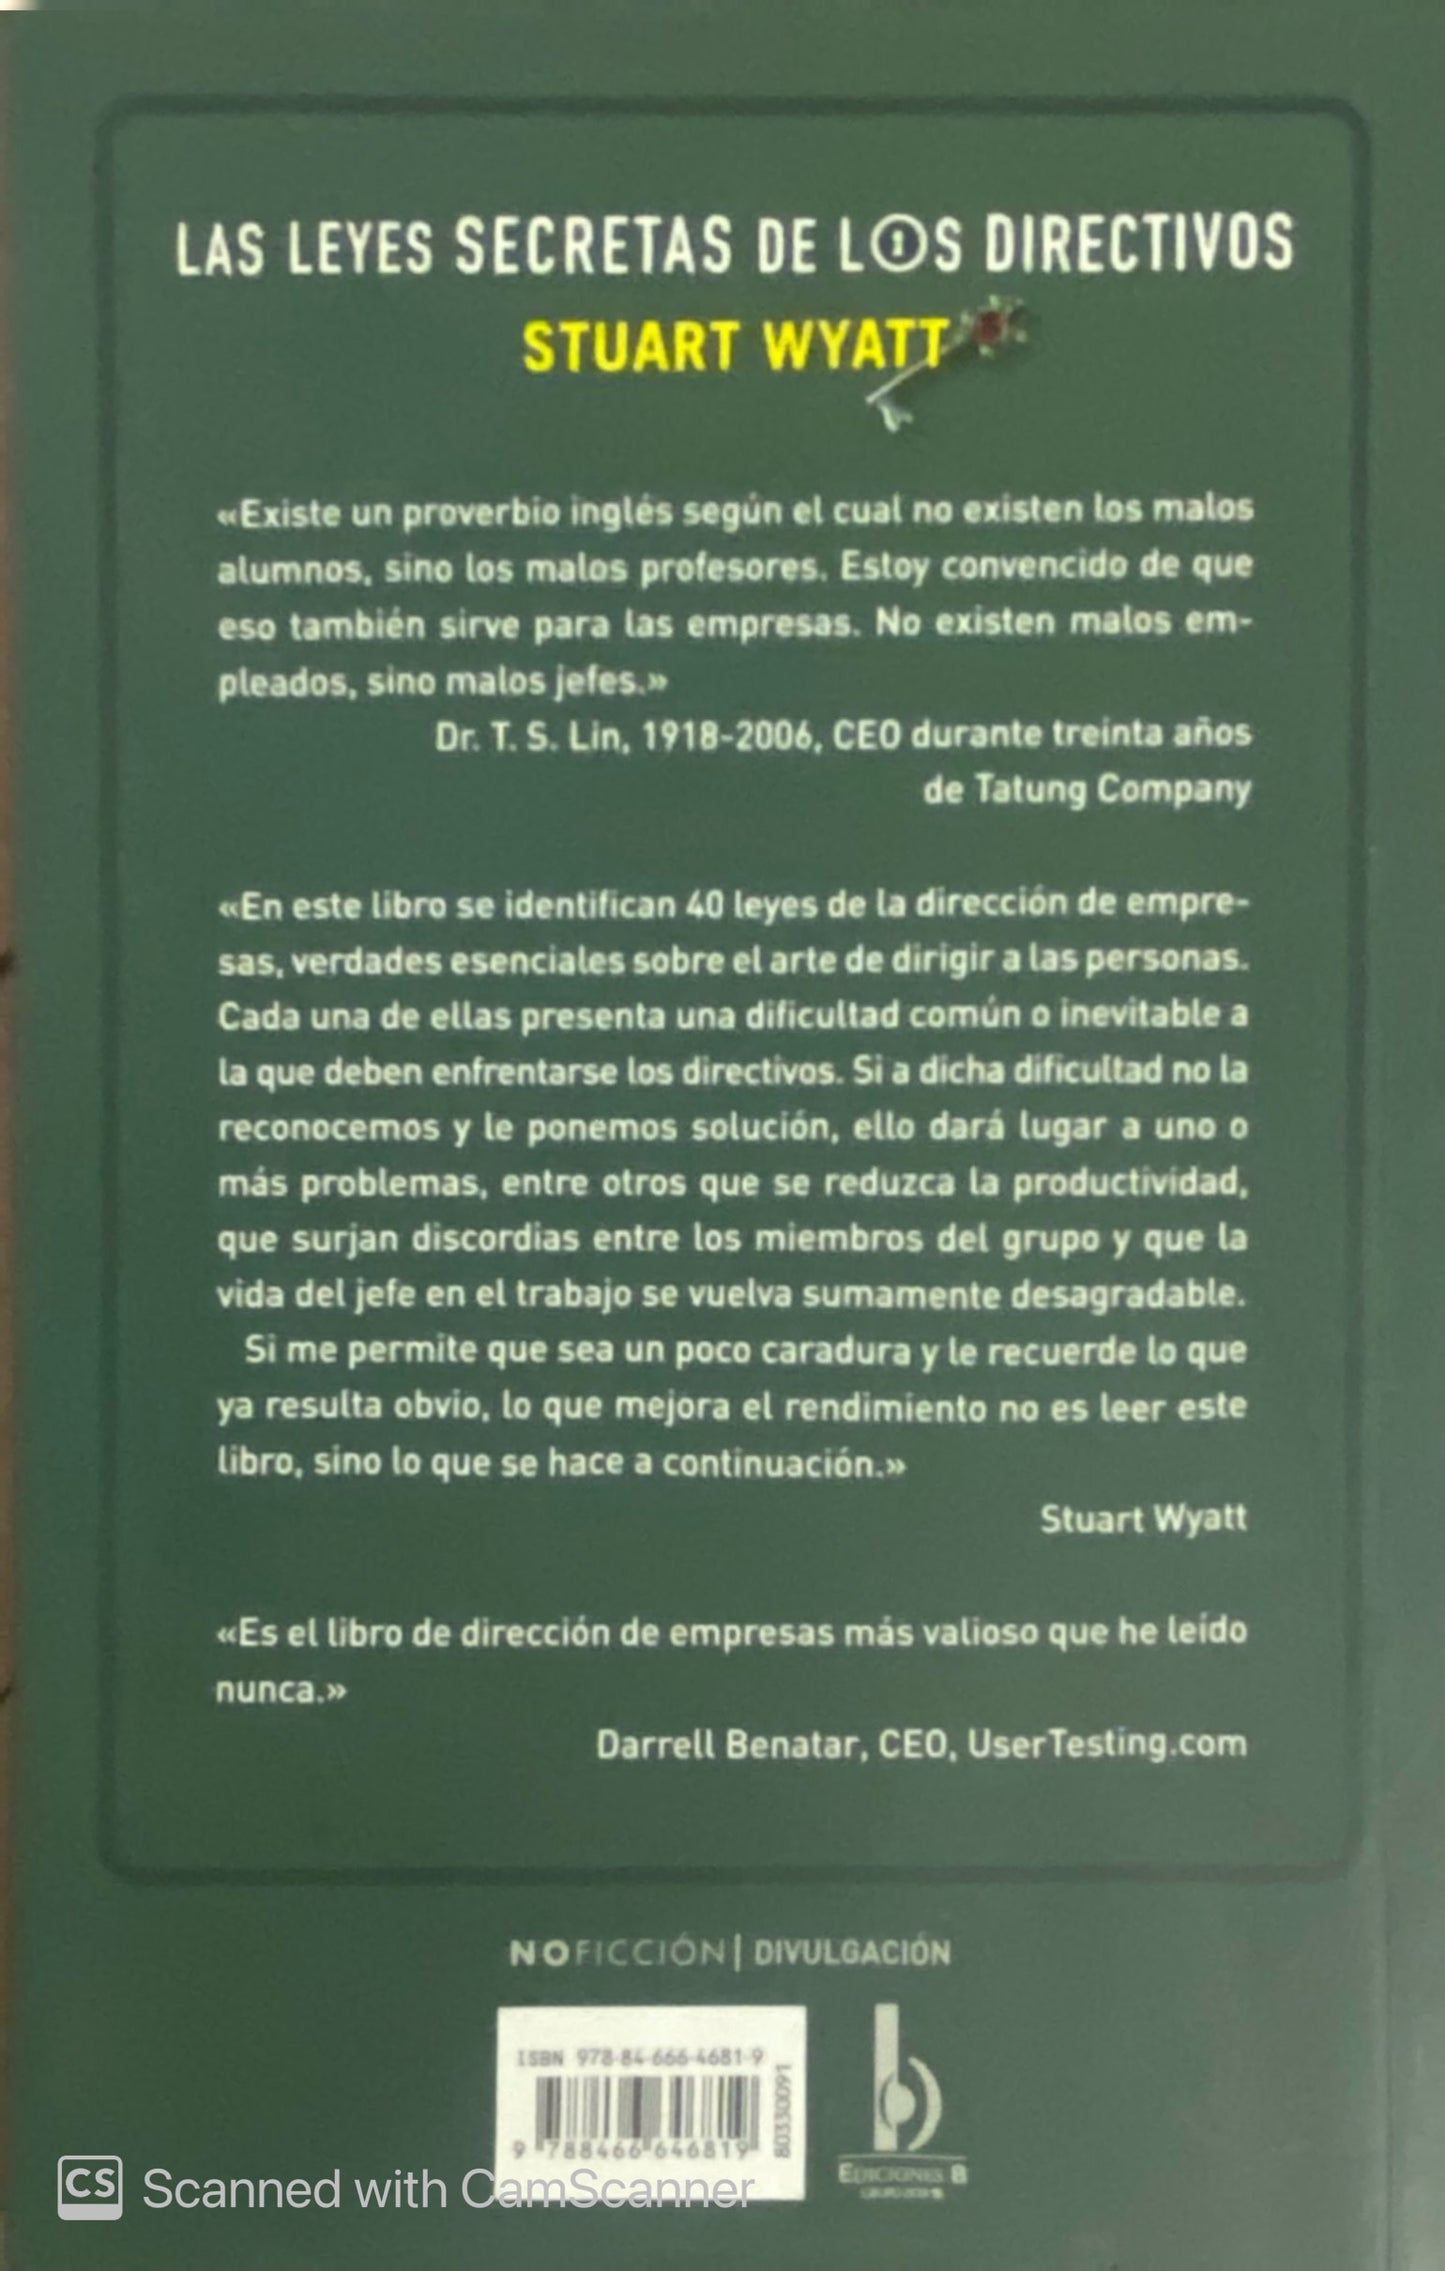 LAS LEYES SECRETAS DE LOS DIRECTIVOS
STUART WYATT
«Existe un proverbio inglés según el cual no existen los malos
alumnos, sino los malos profesores. Estoy convencido de que
eso también sirve para las empresas. No existen malos em-
pleados, sino malos jefes.»
Dr. T. S. Lin, 1918-2006, CEO durante treinta años
de Tatung Company
«En este libro se identifican 40 leyes de la dirección de empre-
sas, verdades esenciales sobre el arte de dirigir a las personas.
Cada una de ellas presenta una dificultad común o inevitable a
la que deben enfrentarse los directivos. Si a dicha dificultad no la
reconocemos y le ponemos solución, ello dará lugar a uno o
más problemas, entre otros que se reduzca la productividad,
que surjan discordias entre los miembros del grupo y que la
vida del jefe en el trabajo se vuelva sumamente desagradable.
Si me permite que sea un poco caradura y le recuerde lo que
ya resulta obvio, lo que mejora el rendimiento no es leer este
libro, sino lo que se hace a continuación.»
Stuart Wyatt
«Es el libro de dirección de empresas más valioso que he leído
nunca.»
Darrell Benatar, CEO, UserTesting.com
NOFICCIÓN | DIVULGACIÓN
ISBN 978-84-666-4681-9
9 788466 646819
80330091
b
EDICIONES B
CS Scanned with CamScanner